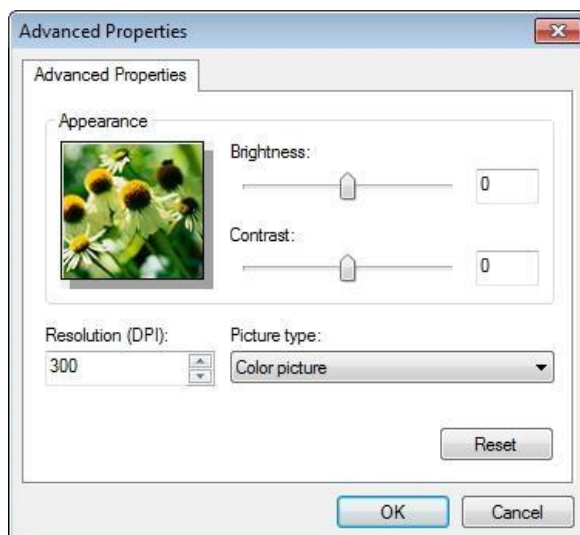 Advanced Properties
Advanced Properties
Appearance
Brightness:
0
Contrast:
0
Resolution (DPI):
300
Picture type:
Color picture
Reset
OK
Cancel